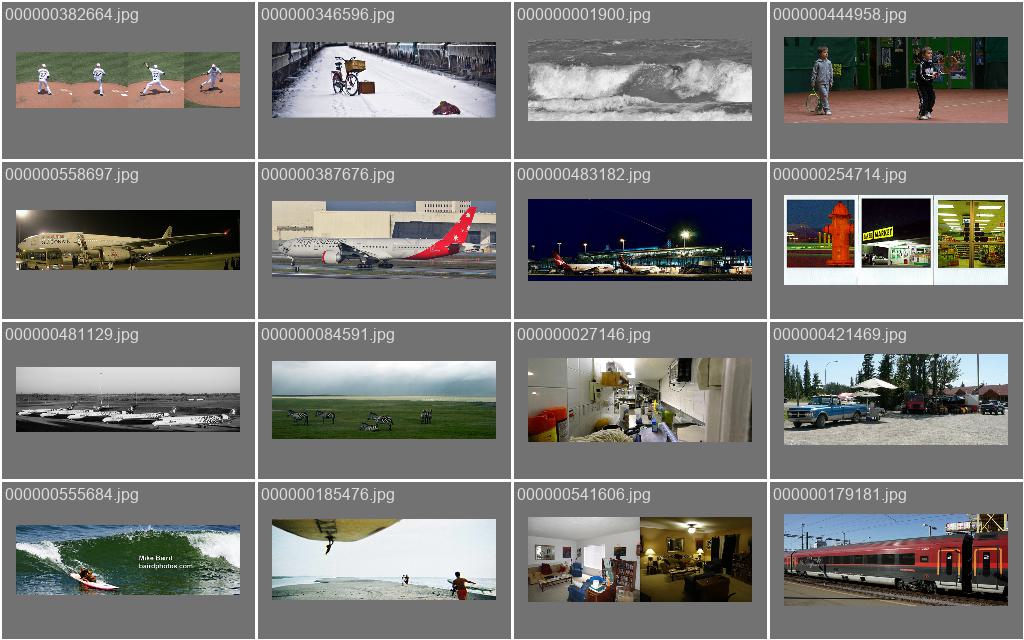 000000382664.jpg
000000346596.jpg
000000001900.jpg
000000444958.jpg
000000558697.jpg
000000387676.jpg
000000483182.jpg
000000254714.jpg
MARKET
000000481129.jpg
000000084591.jpg
000000027146.jpg
000000421469.jpg
000000555684.jpg
000000185476.jpg
000000541606.jpg
000000179181.jpg
Mike Baird
bairdphotos.com